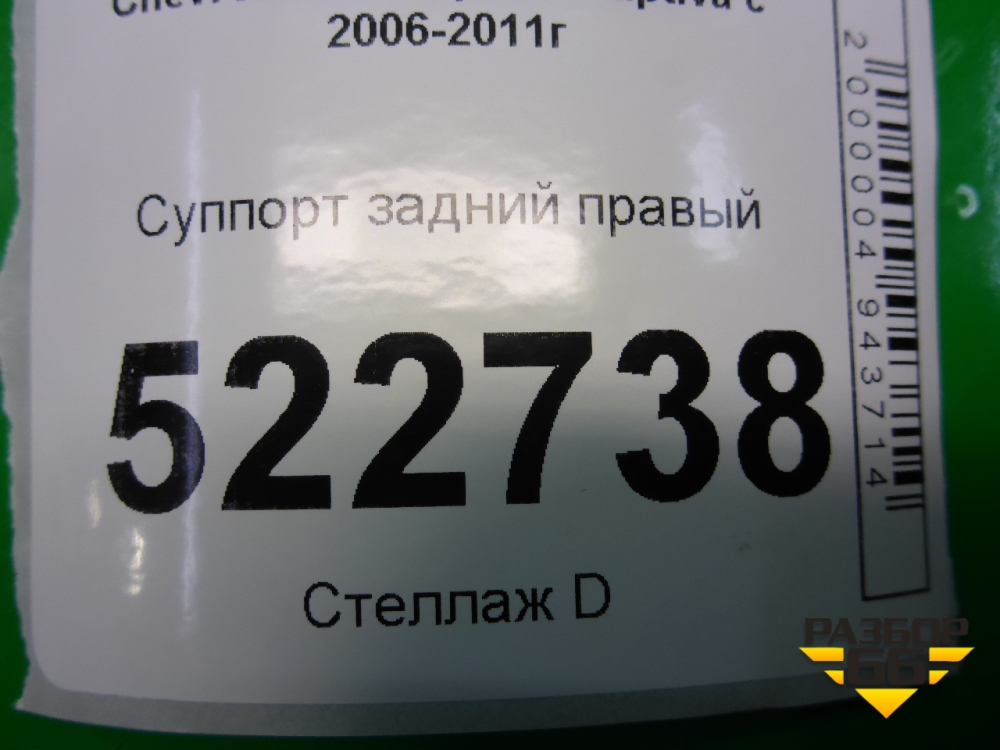 2006-2011г
Суппорт задний правый
522738
Стеллаж D
2000004943714
РАЗБОР
66